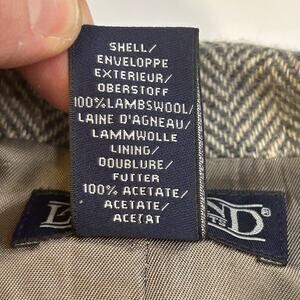 SHELL/
ENVELOPPE
EXTERIEUR/
OBERSTOFF
100% LAMBSWOOL/
LAINE D'AGNEAU/
LAMMWOLLE
LINING/
DOUBLURE/
FUTTER
100% ACETATE/
ACETATE/
ACETAT